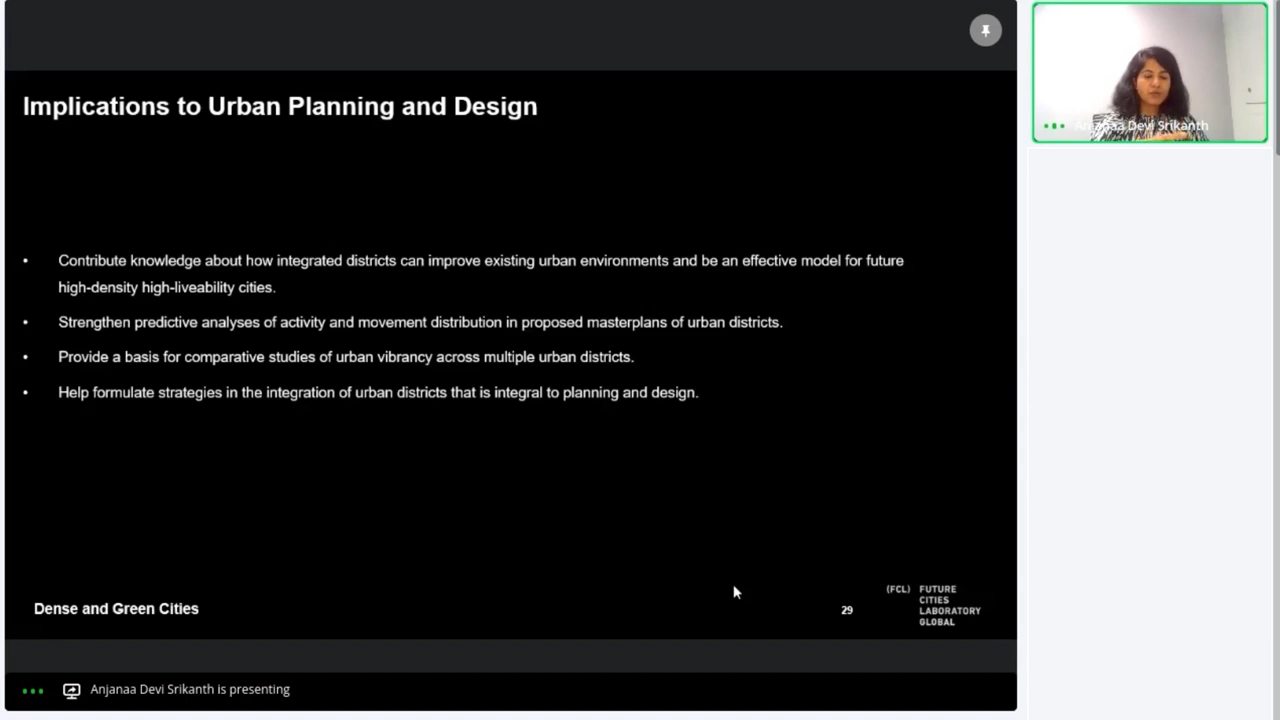 Implications to Urban Planning and Design
• Contribute knowledge about how integrated districts can improve existing urban environments and be an effective model for future
high-density high-liveability cities.
• Strengthen predictive analyses of activity and movement distribution in proposed masterplans of urban districts.
• Provide a basis for comparative studies of urban vibrancy across multiple urban districts.
• Help formulate strategies in the integration of urban districts that is integral to planning and design.
Dense and Green Cities
29
(FCL) FUTURE
CITIES
LABORATORY
GLOBAL
Anjanaa Devi Srikanth is presenting
Anjanaa Devi Srikanth